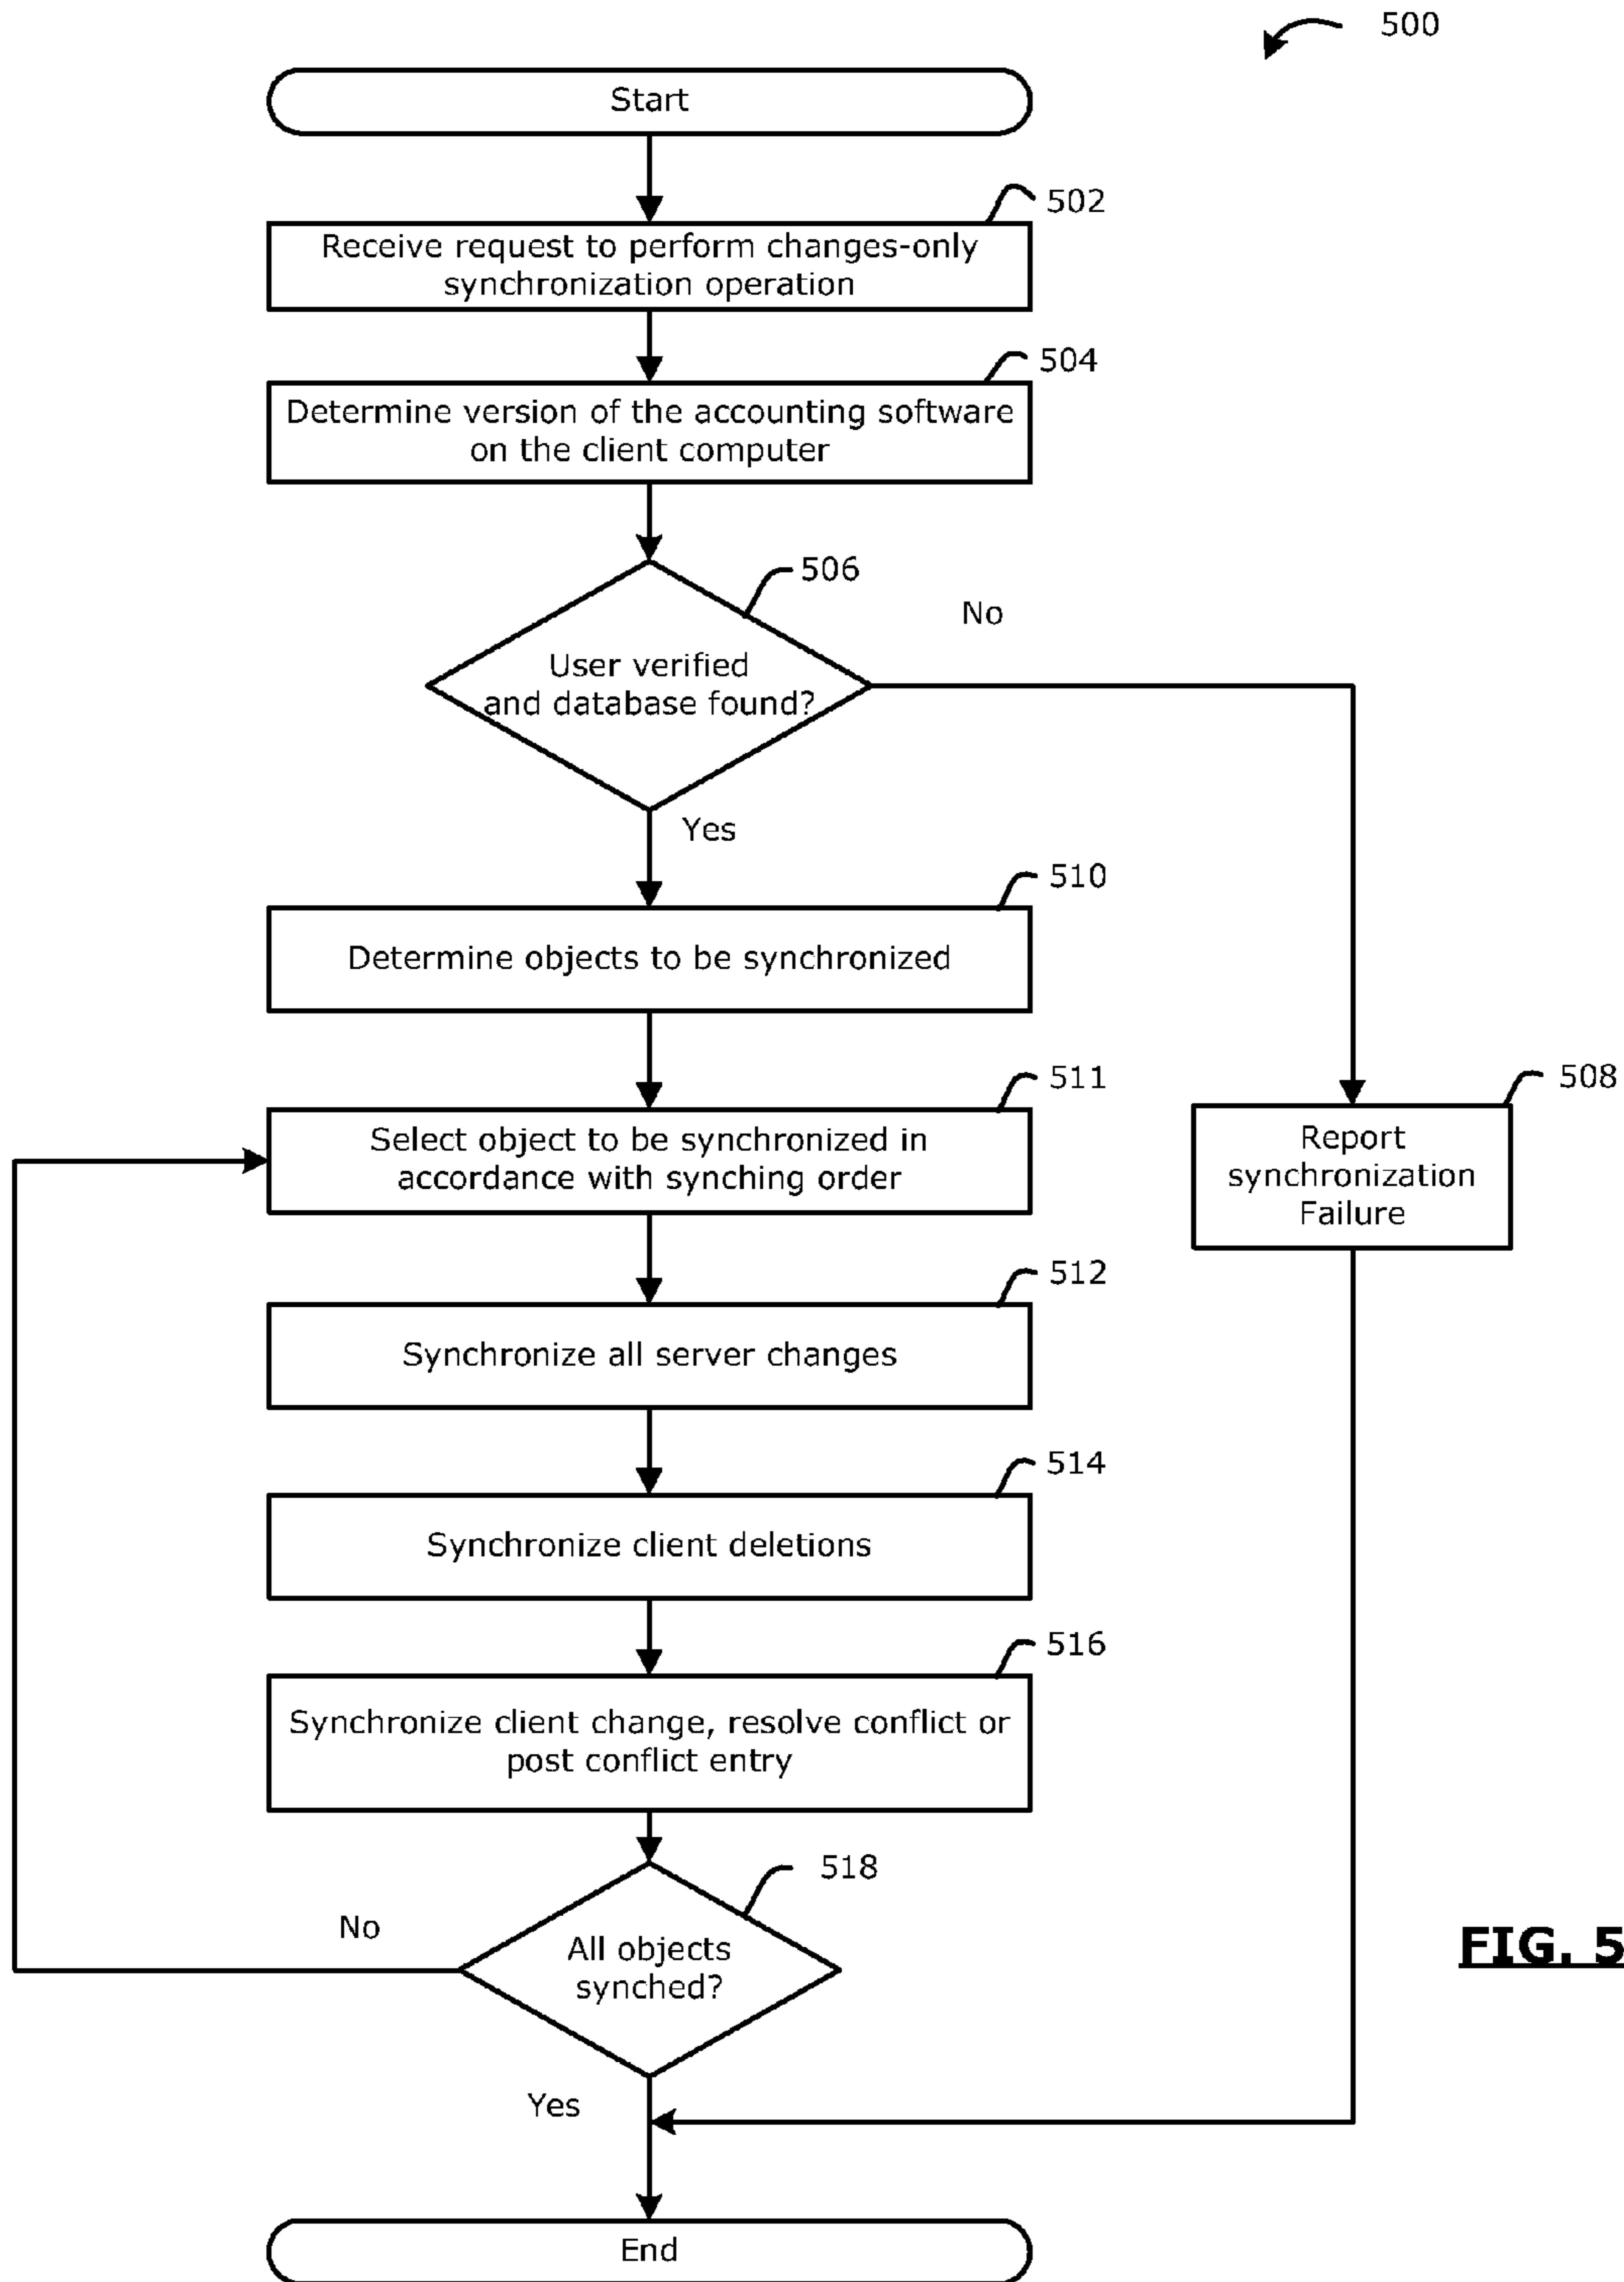 500
Start
502
Receive request to perform changes-only
synchronization operation
504
Determine version of the accounting software
on the client computer
506
No
User verified
and database found?
Yes
510
Determine objects to be synchronized
511
508
Select object to be synchronized in
accordance with synching order
Report
synchronization
Failure
512
Synchronize all server changes
514
Synchronize client deletions
516
Synchronize client change, resolve conflict or
post conflict entry
518
No
All objects
synched?
FIG. 5
Yes
End